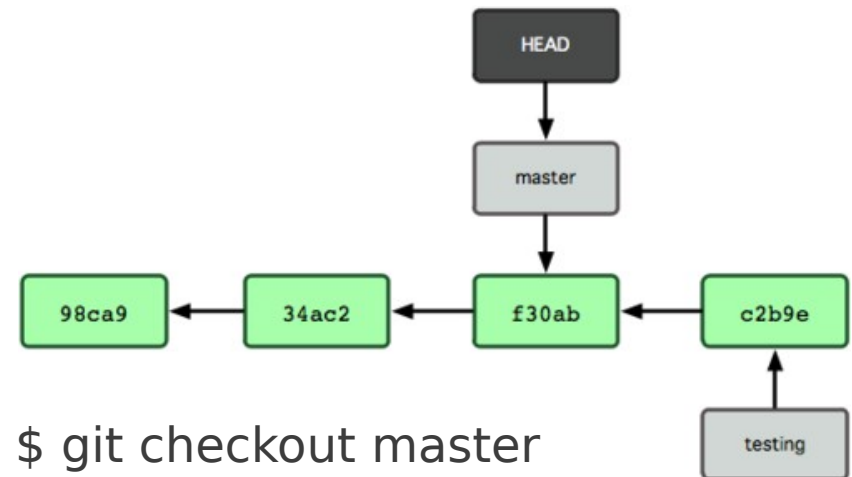 HEAD
master
98ca9 34ac2 f30ab c2b9e
$ git checkout master
testing